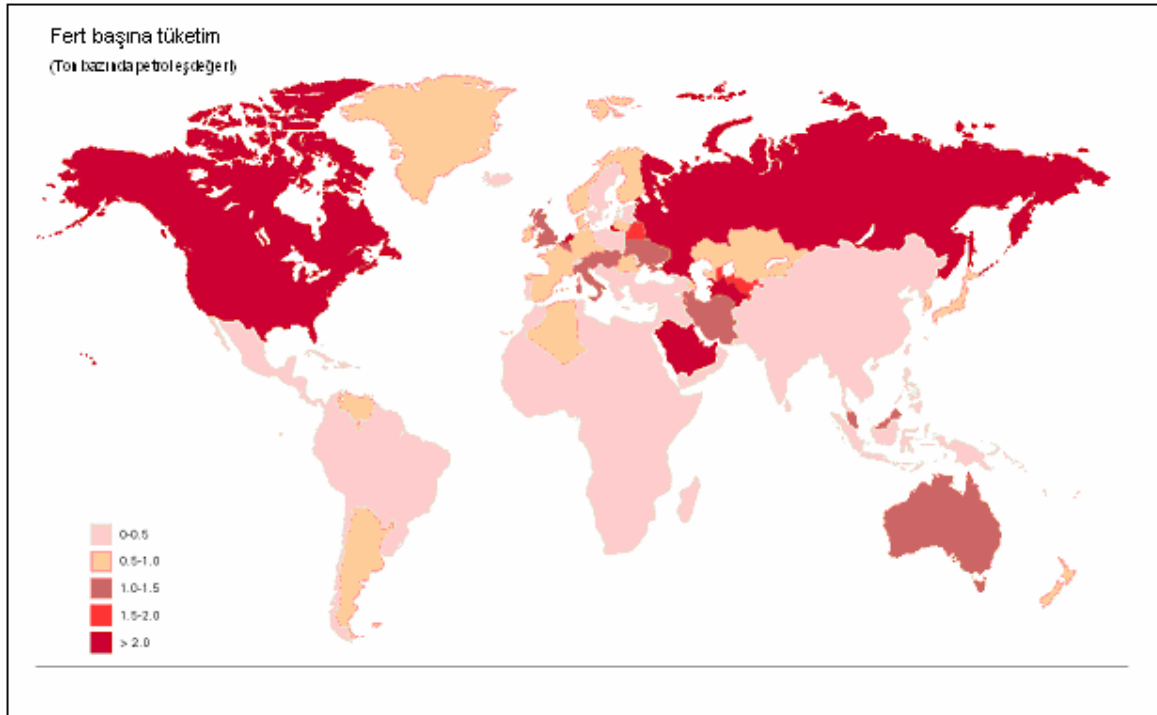 Fert başına tüketim
(Ton bazında petrol eşdeğeri)
0-0.5
0.5-1.0
1.0-1.5
1.5-2.0
> 2.0